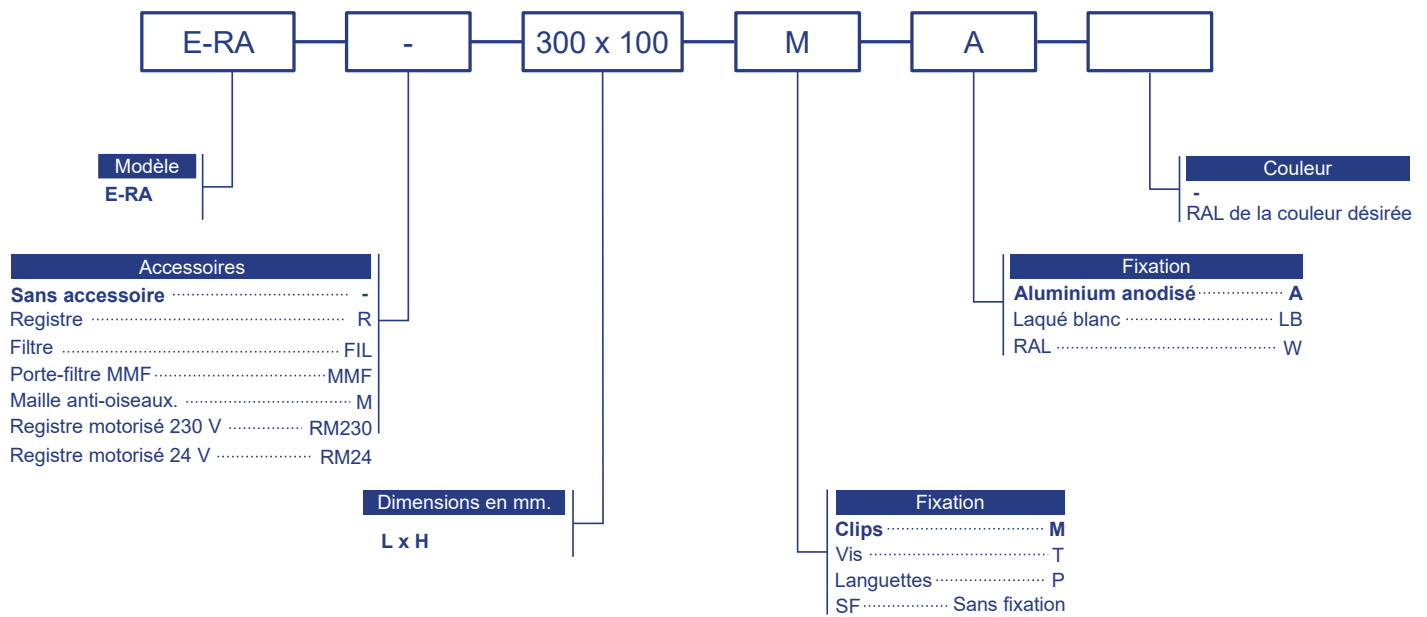 E-RA - 300 x 100 M A
Modèle
E-RA
Couleur
-
RAL de la couleur désirée
Accessoires
Sans accessoire -
Registre R
Filtre FIL
Porte-filtre MMF MMF
Maille anti-oiseaux. M
Registre motorisé 230 V RM230
Registre motorisé 24 V RM24
Fixation
Aluminium anodisé A
Laqué blanc LB
RAL W
Dimensions en mm.
L x H
Fixation
Clips M
Vis T
Languettes P
SF Sans fixation